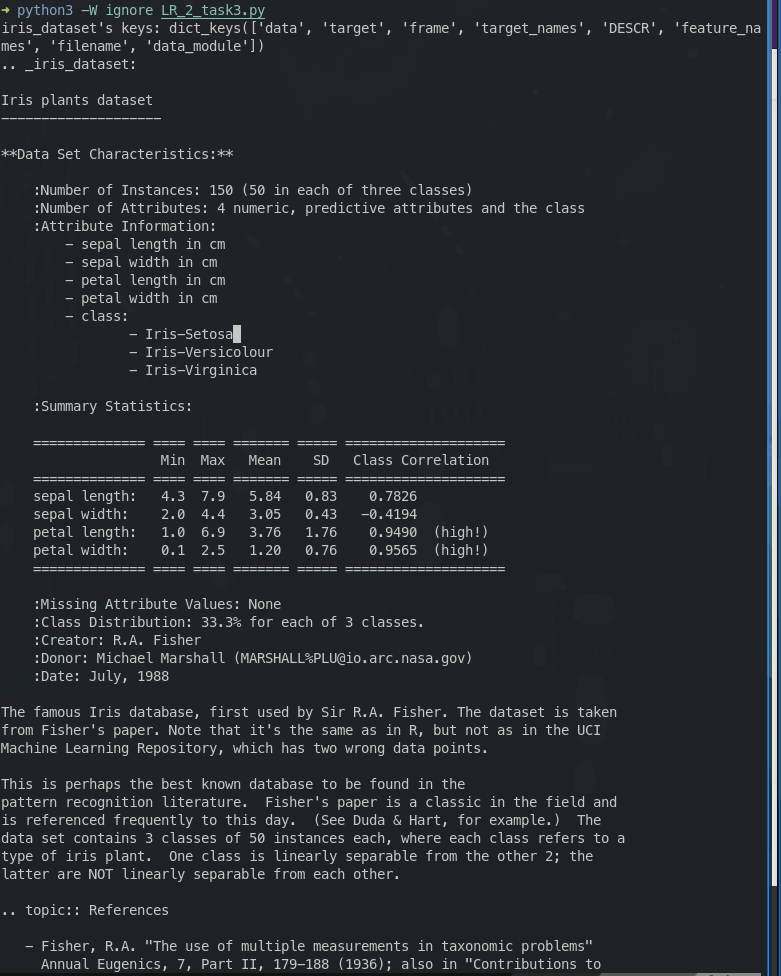 ➜ python3 -W ignore LR_2_task3.py
iris_dataset's keys: dict_keys(['data', 'target', 'frame', 'target_names', 'DESCR', 'feature_na
mes', 'filename', 'data_module'])
.. _iris_dataset:
Iris plants dataset
--------------------
**Data Set Characteristics:**
:Number of Instances: 150 (50 in each of three classes)
:Number of Attributes: 4 numeric, predictive attributes and the class
:Attribute Information:
- sepal length in cm
- sepal width in cm
- petal length in cm
- petal width in cm
- class:
- Iris-Setosa
- Iris-Versicolour
- Iris-Virginica
:Summary Statistics:
============== ==== ==== ======= ===== ====================
Min Max Mean SD Class Correlation
============== ==== ==== ======= ===== ====================
sepal length: 4.3 7.9 5.84 0.83 0.7826
sepal width: 2.0 4.4 3.05 0.43 -0.4194
petal length: 1.0 6.9 3.76 1.76 0.9490 (high!)
petal width: 0.1 2.5 1.20 0.76 0.9565 (high!)
============== ==== ==== ======= ===== ====================
:Missing Attribute Values: None
:Class Distribution: 33.3% for each of 3 classes.
:Creator: R.A. Fisher
:Donor: Michael Marshall (MARSHALL%PLU@io.arc.nasa.gov)
:Date: July, 1988
The famous Iris database, first used by Sir R.A. Fisher. The dataset is taken
from Fisher's paper. Note that it's the same as in R, but not as in the UCI
Machine Learning Repository, which has two wrong data points.
This is perhaps the best known database to be found in the
pattern recognition literature.  Fisher's paper is a classic in the field and
is referenced frequently to this day.  (See Duda & Hart, for example.)  The
data set contains 3 classes of 50 instances each, where each class refers to a
type of iris plant.  One class is linearly separable from the other 2; the
latter are NOT linearly separable from each other.
.. topic:: References
- Fisher, R.A. "The use of multiple measurements in taxonomic problems"
Annual Eugenics, 7, Part II, 179-188 (1936); also in "Contributions to